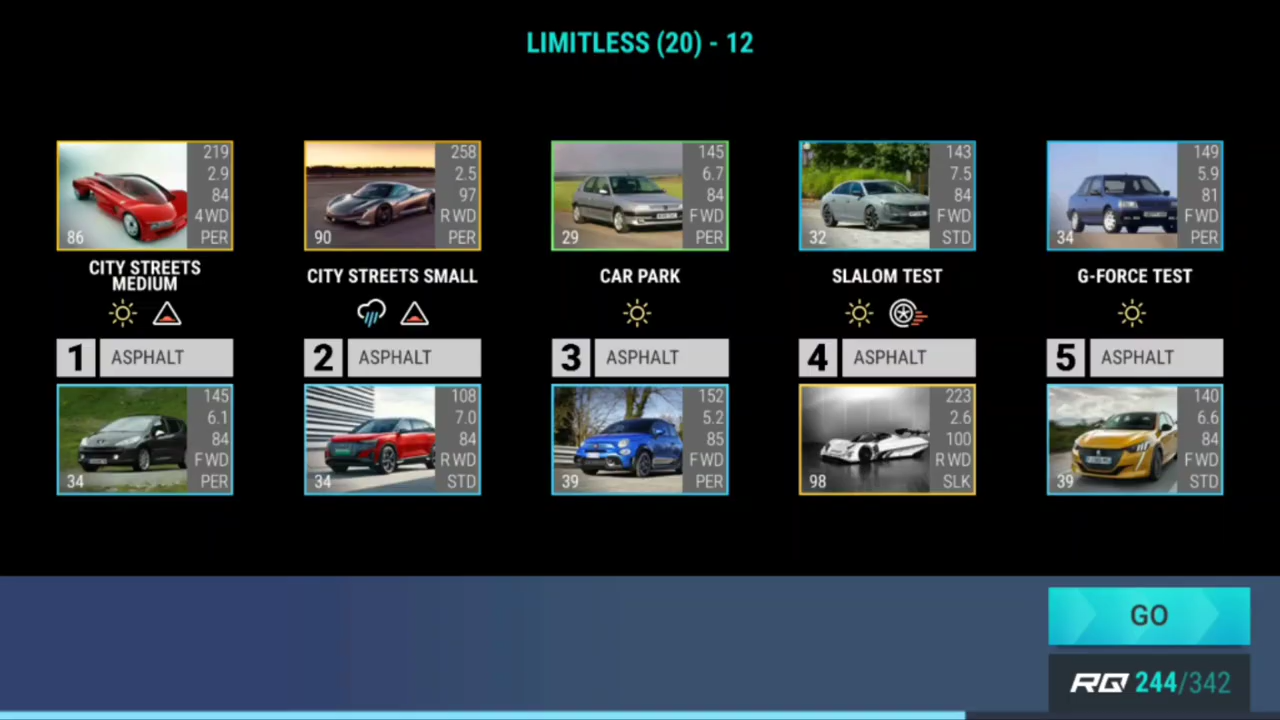 LIMITLESS (20) - 12
219
2.9
84
4WD
PER
86
258
2.5
97
RWD
PER
90
145
6.7
84
FWD
PER
29
143
7.5
84
FWD
STD
32
149
5.9
81
FWD
PER
34
CITY STREETS
MEDIUM
CITY STREETS SMALL
CAR PARK
SLALOM TEST
G-FORCE TEST
1 ASPHALT
2 ASPHALT
3 ASPHALT
4 ASPHALT
5 ASPHALT
145
6.1
84
FWD
PER
34
108
7.0
84
RWD
STD
34
152
5.2
85
FWD
PER
39
223
2.6
100
RWD
SLK
98
140
6.6
84
FWD
STD
39
GO
RQ 244/342